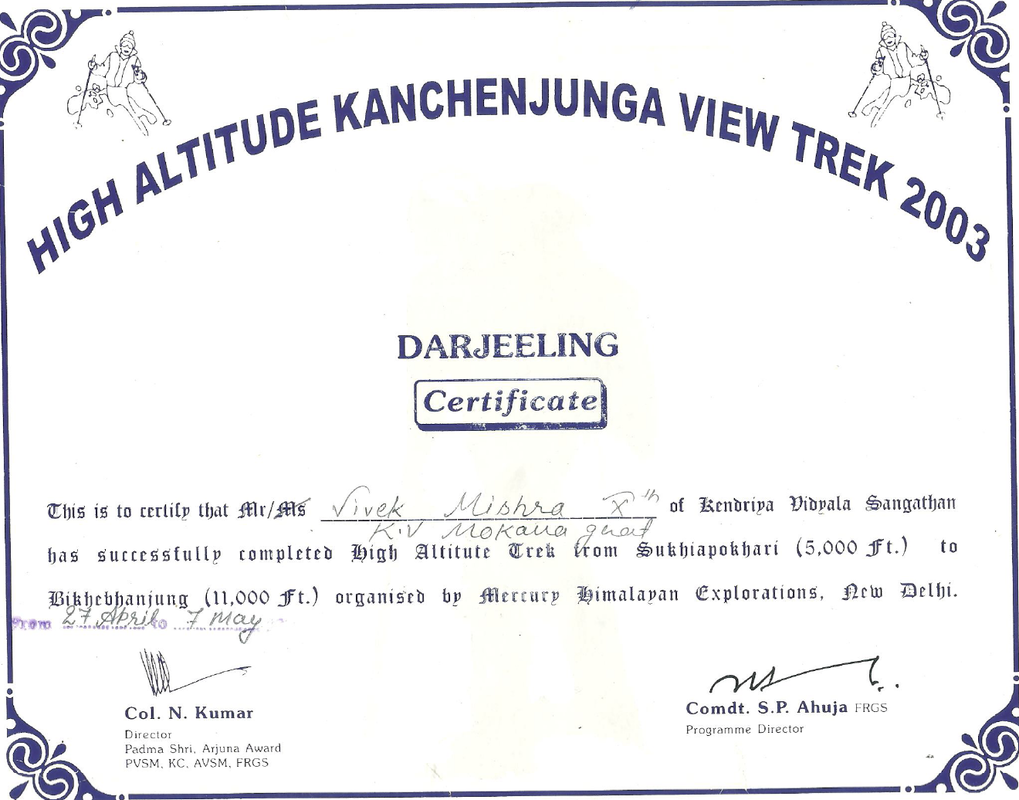 HIGH ALTITUDE KANCHENJUNGA VIEW TREK 2003
DARJEELING
Certificate
This is to certify that Mr/Ms Vivek Mishra Xth of Kendriya Vidyala Sangathan
K.V Mokama ghat
has successfully completed High Altitute Trek from Sukhiapokhari (5,000 Ft.) to
Bikhebhanjung (11,000 Ft.) organised by Mercury Himalayan Explorations, New Delhi.
From 27 April to 7 May
Col. N. Kumar
Director
Padma Shri, Arjuna Award
PVSM, KC, AVSM, FRGS
Comdt. S.P. Ahuja FRGS
Programme Director